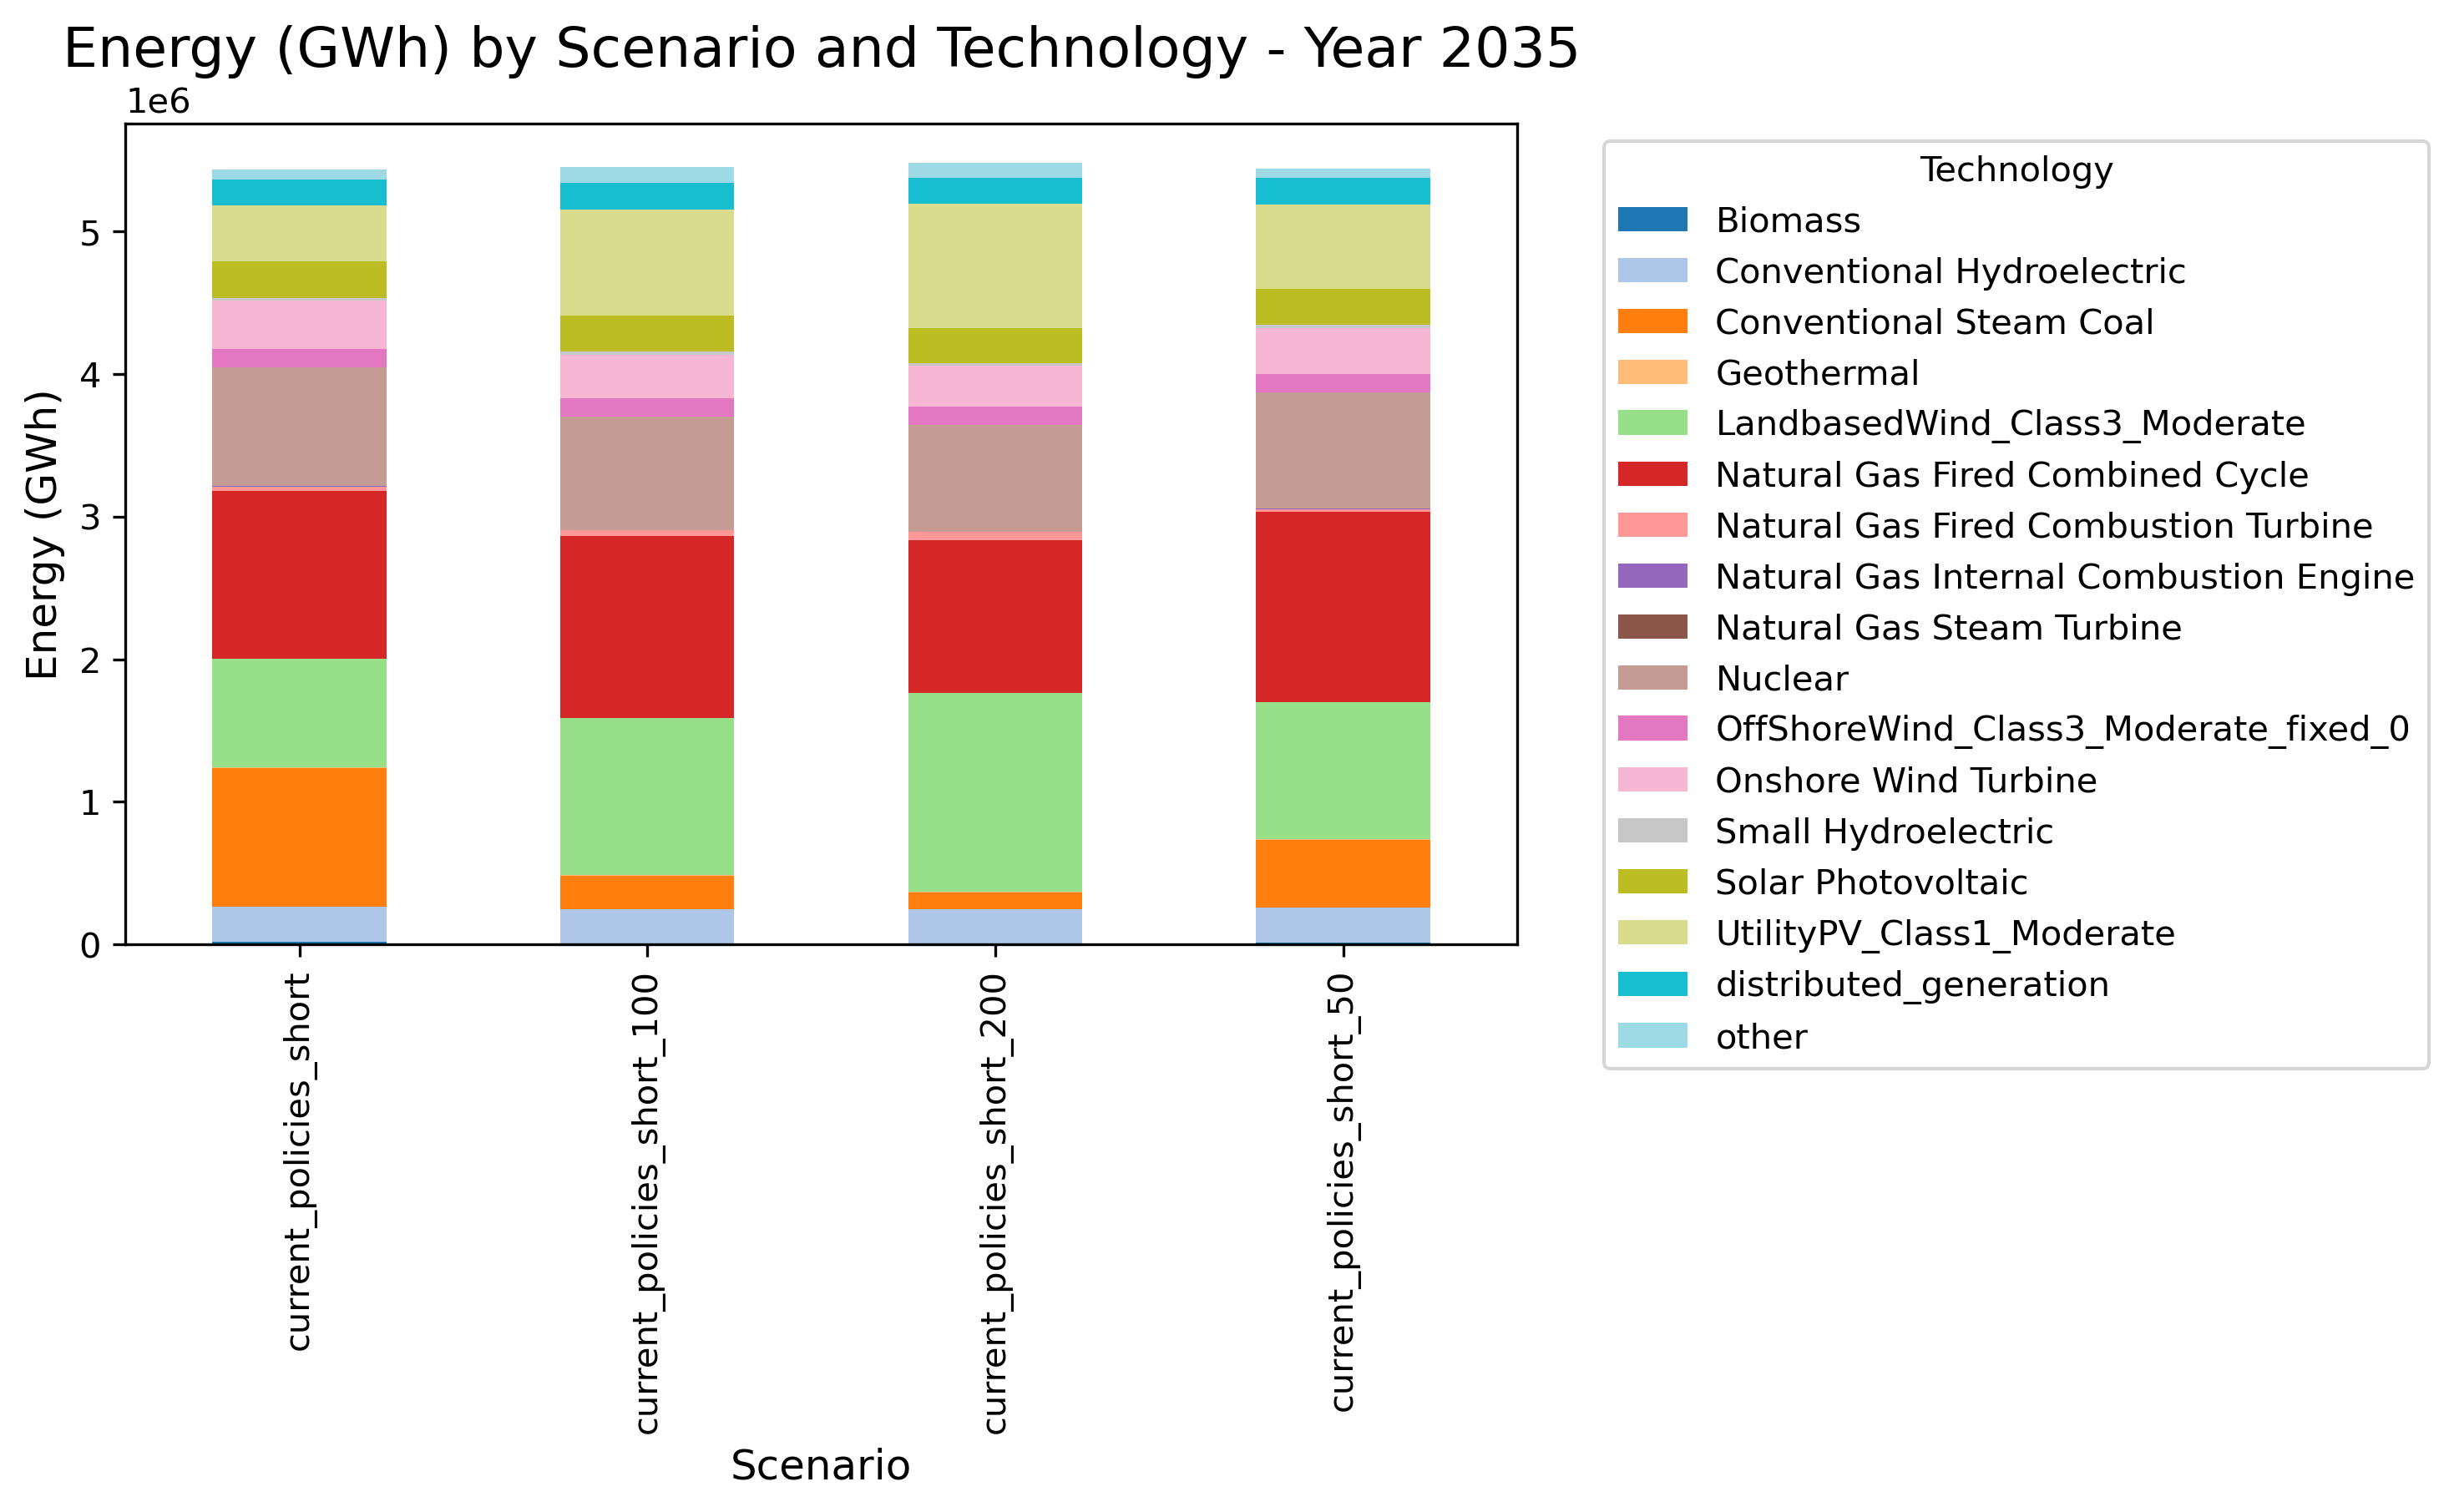 Energy (GWh) by Scenario and Technology - Year 2035
1e6
5
4
3
2
1
0
Energy (GWh)
current_policies_short
current_policies_short_100
current_policies_short_200
current_policies_short_50
Scenario
Technology
Biomass
Conventional Hydroelectric
Conventional Steam Coal
Geothermal
LandbasedWind_Class3_Moderate
Natural Gas Fired Combined Cycle
Natural Gas Fired Combustion Turbine
Natural Gas Internal Combustion Engine
Natural Gas Steam Turbine
Nuclear
OffShoreWind_Class3_Moderate_fixed_0
Onshore Wind Turbine
Small Hydroelectric
Solar Photovoltaic
UtilityPV_Class1_Moderate
distributed_generation
other